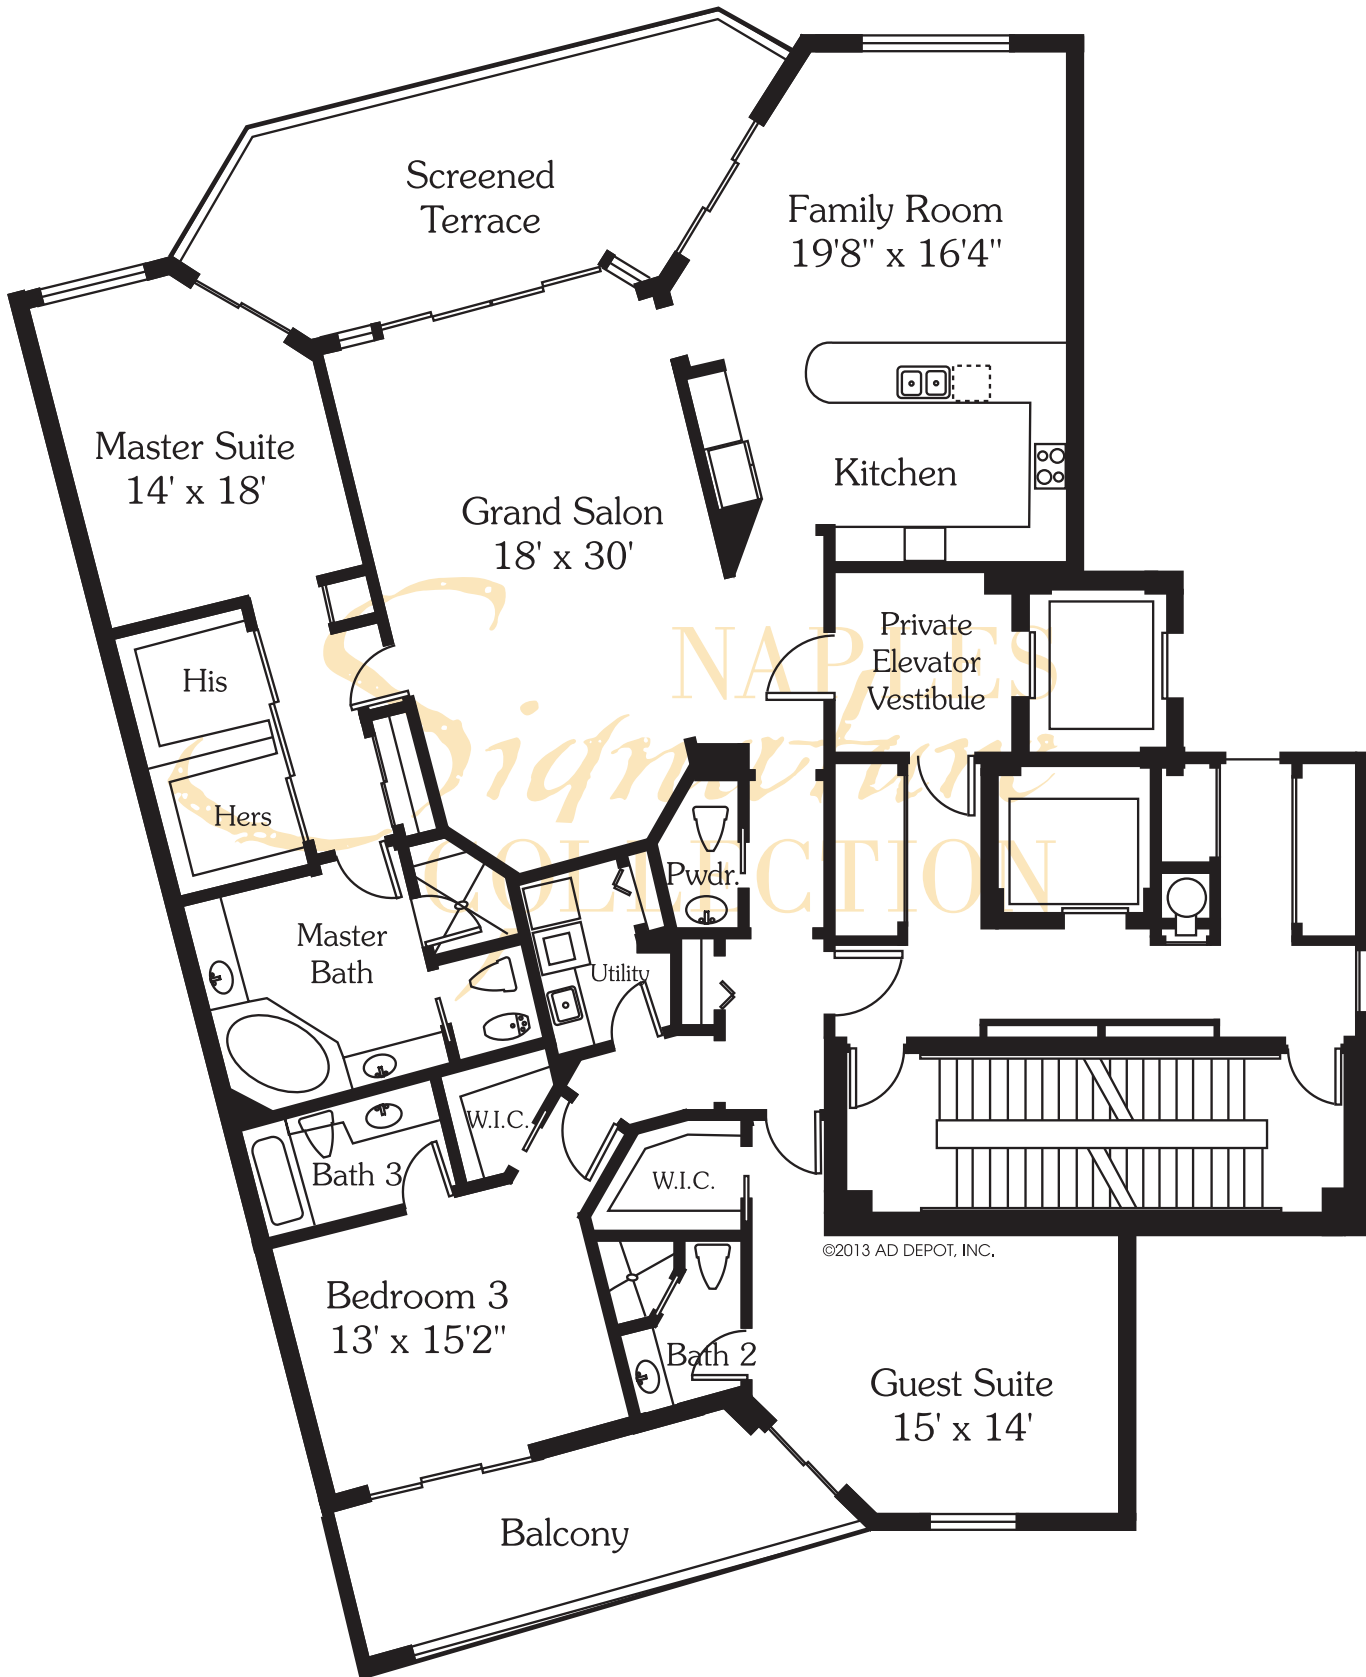 Screened
Terrace
Family Room
19'8" x 16'4"
Master Suite
14' x 18'
Kitchen
Grand Salon
18' x 30'
Private
Elevator
Vestibule
His
Hers
NAPLES
Signature
COLLECTION
Pwdr.
Master
Bath
Utility
W.I.C.
Bath 3
W.I.C.
©2013 AD DEPOT, INC.
Bedroom 3
13' x 15'2"
Bath 2
Guest Suite
15' x 14'
Balcony